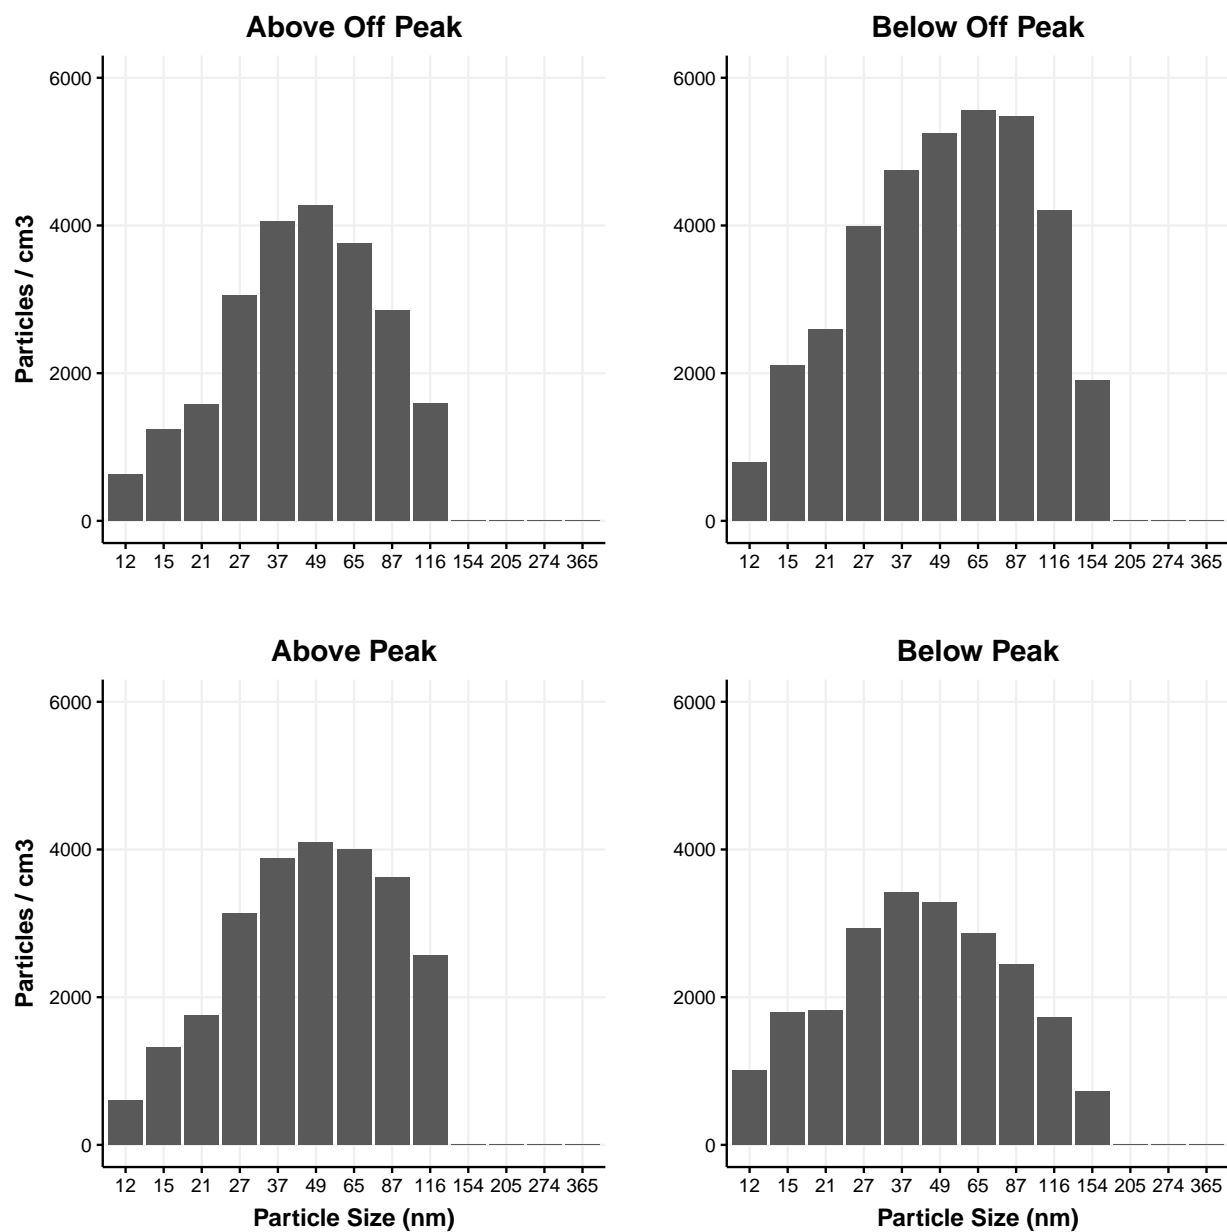 Above Off Peak
Below Off Peak
Particles / cm3
6000
4000
2000
0
12 15 21 27 37 49 65 87 116 154 205 274 365
6000
4000
2000
0
12 15 21 27 37 49 65 87 116 154 205 274 365
Above Peak
Below Peak
Particles / cm3
6000
4000
2000
0
12 15 21 27 37 49 65 87 116 154 205 274 365
Particle Size (nm)
6000
4000
2000
0
12 15 21 27 37 49 65 87 116 154 205 274 365
Particle Size (nm)